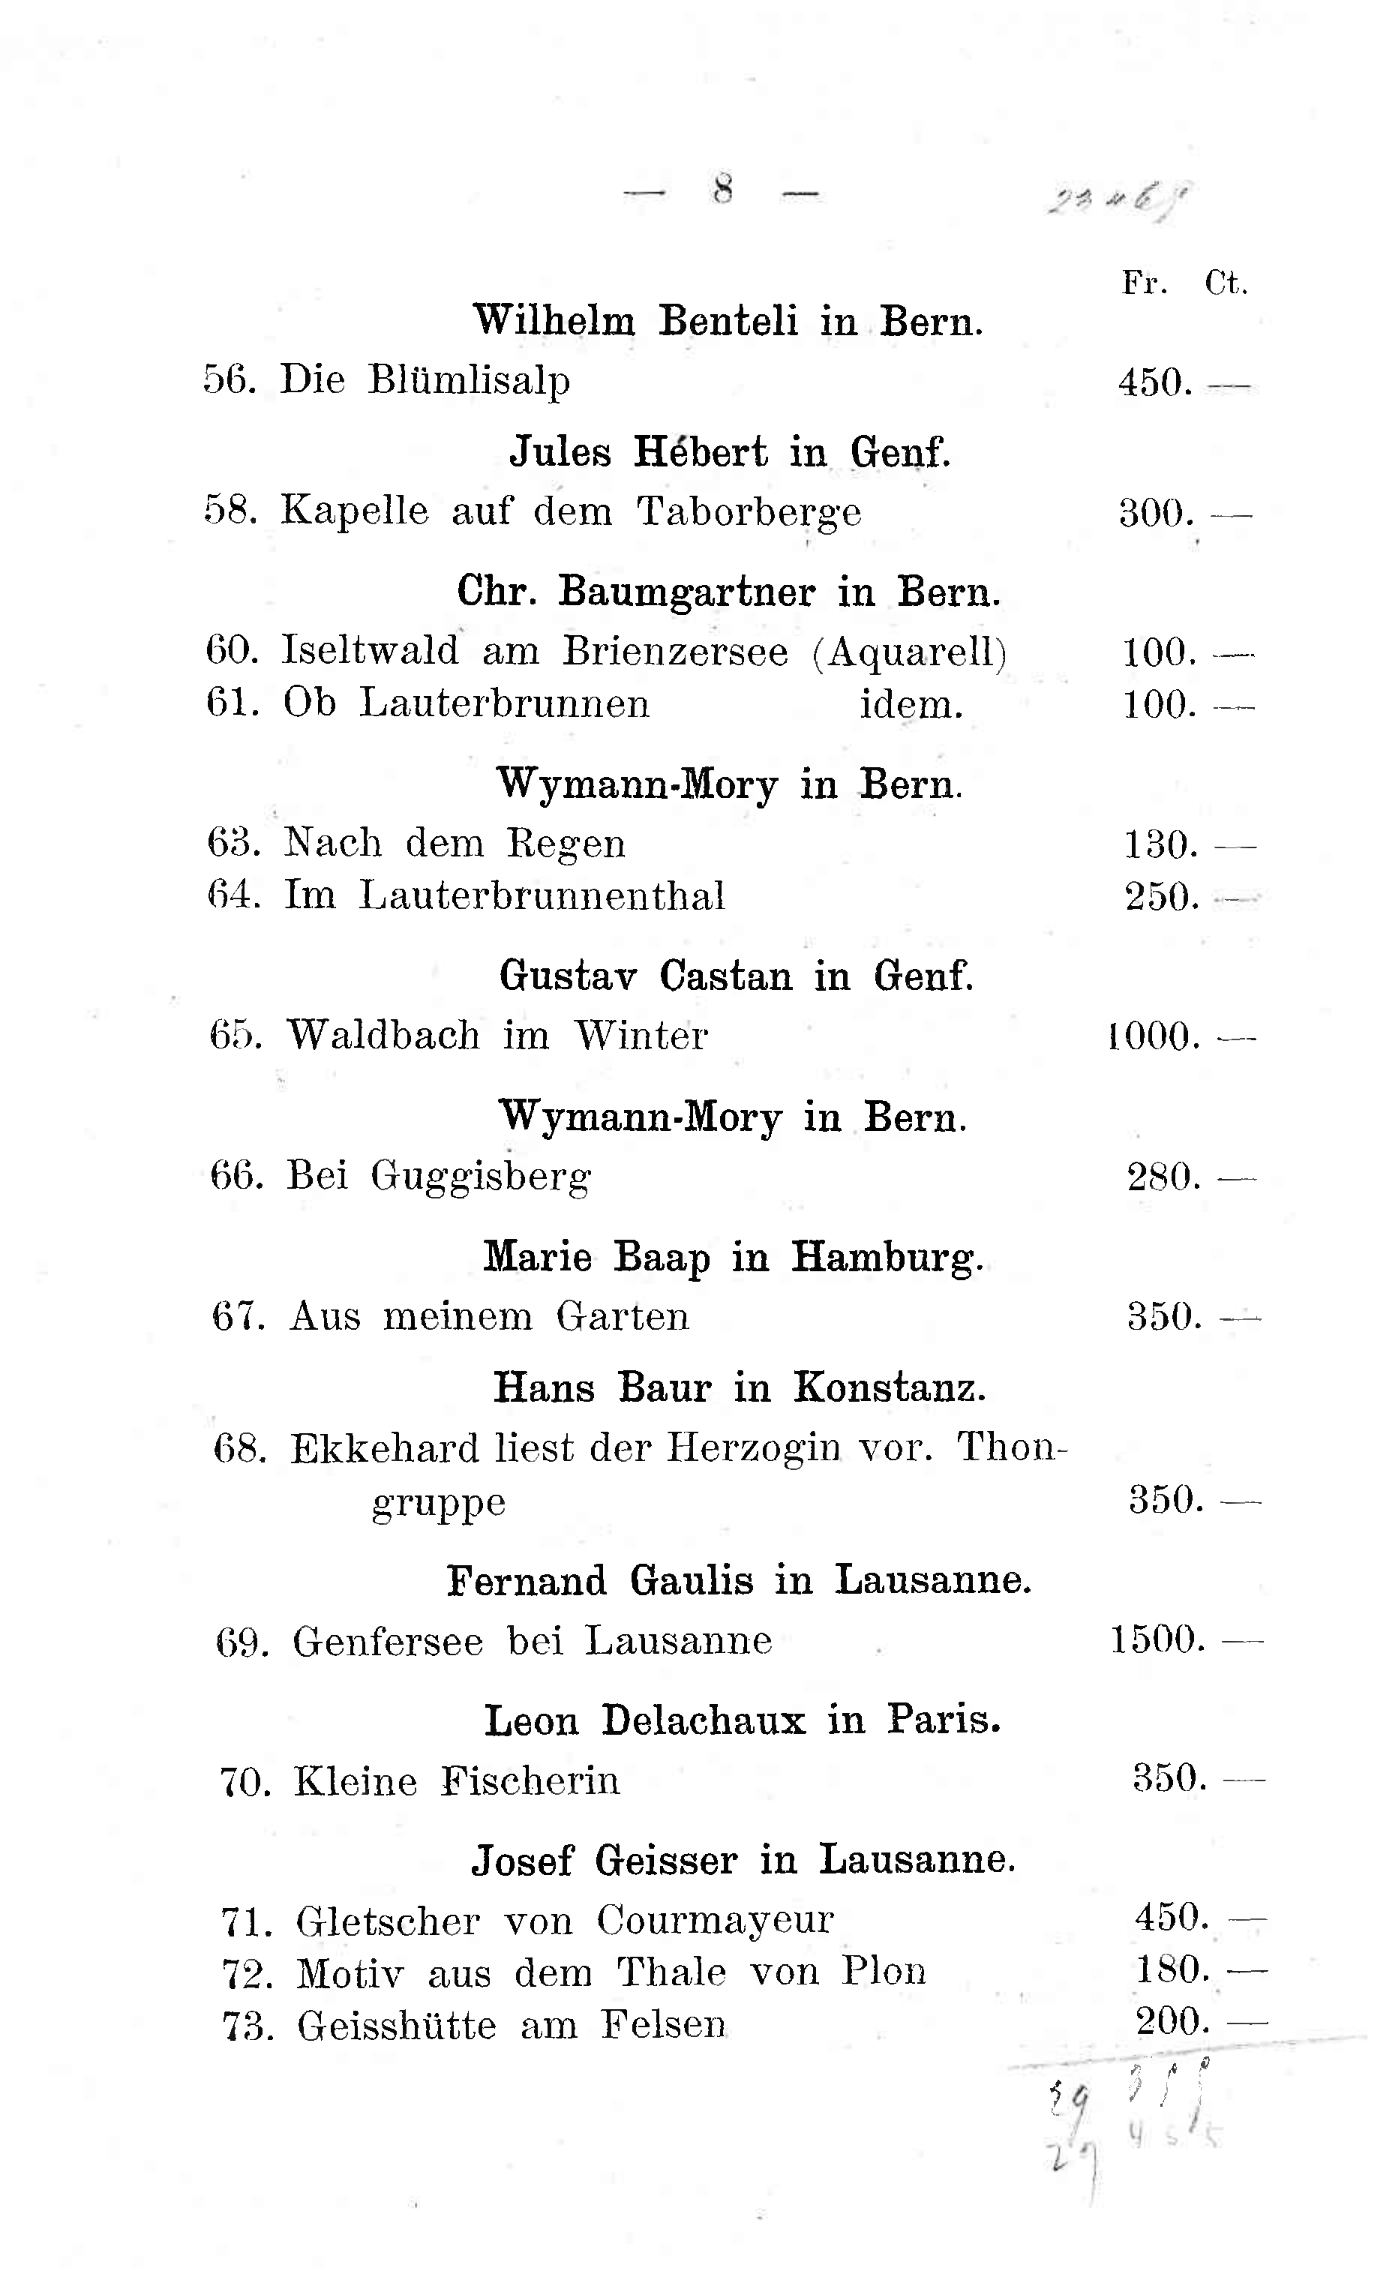 — 8 —
Fr. Ct.
Wilhelm Benteli in Bern.
56. Die Blümlisalp 450. —
Jules Hébert in Genf.
58. Kapelle auf dem Taborberge 300. —
Chr. Baumgartner in Bern.
60. Iseltwald am Brienzersee (Aquarell) 100. —
61. Ob Lauterbrunnen idem. 100. —
Wymann-Mory in Bern.
63. Nach dem Regen 130. —
64. Im Lauterbrunnenthal 250. —
Gustav Castan in Genf.
65. Waldbach im Winter 1000. —
Wymann-Mory in Bern.
66. Bei Guggisberg 280. —
Marie Baap in Hamburg.
67. Aus meinem Garten 350. —
Hans Baur in Konstanz.
68. Ekkehard liest der Herzogin vor. Thon-
gruppe 350. —
Fernand Gaulis in Lausanne.
69. Genfersee bei Lausanne 1500. —
Leon Delachaux in Paris.
70. Kleine Fischerin 350. —
Josef Geisser in Lausanne.
71. Gletscher von Courmayeur 450. —
72. Motiv aus dem Thale von Plon 180. —
73. Geisshütte am Felsen 200. —